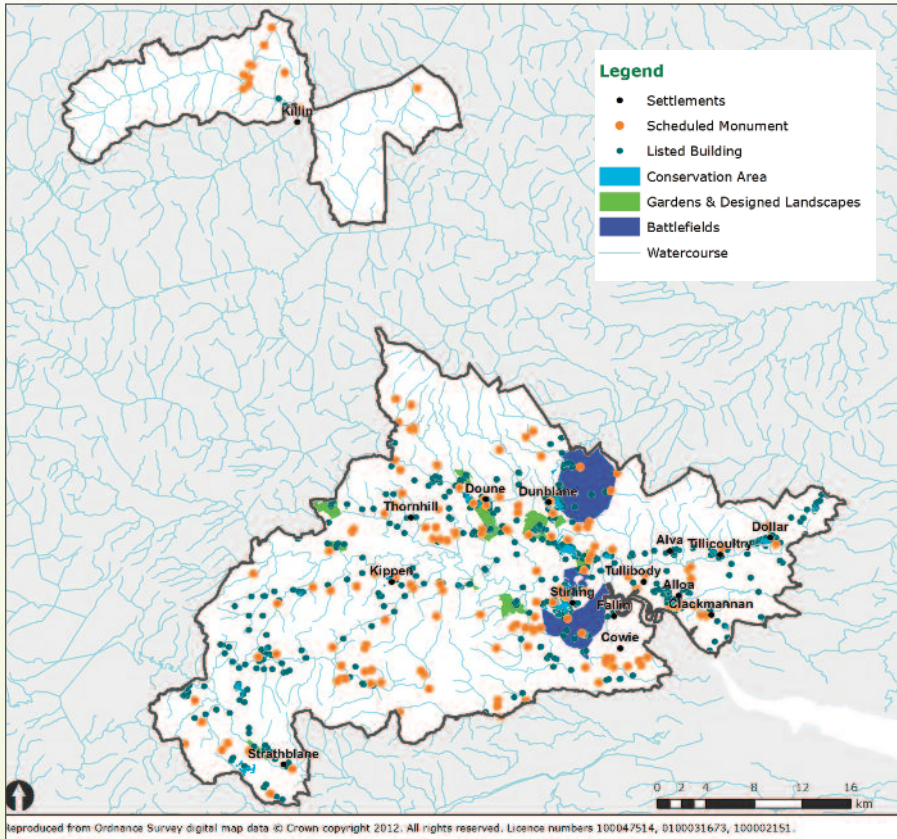 Killin
Legend
Settlements
Scheduled Monument
Listed Building
Conservation Area
Gardens & Designed Landscapes
Battlefields
Watercourse
Doune
Dunblane
Thornhill
Dollar
Alva
Tillicoultry
Kippen
Tullibody
Alloa
Stirling
Fallin
Clackmannan
Cowie
Strathblane
0 2 4 8 12 16
km
Reproduced from Ordnance Survey digital map data © Crown copyright 2012. All rights reserved. Licence numbers 100047514, 0100031673, 100002151.